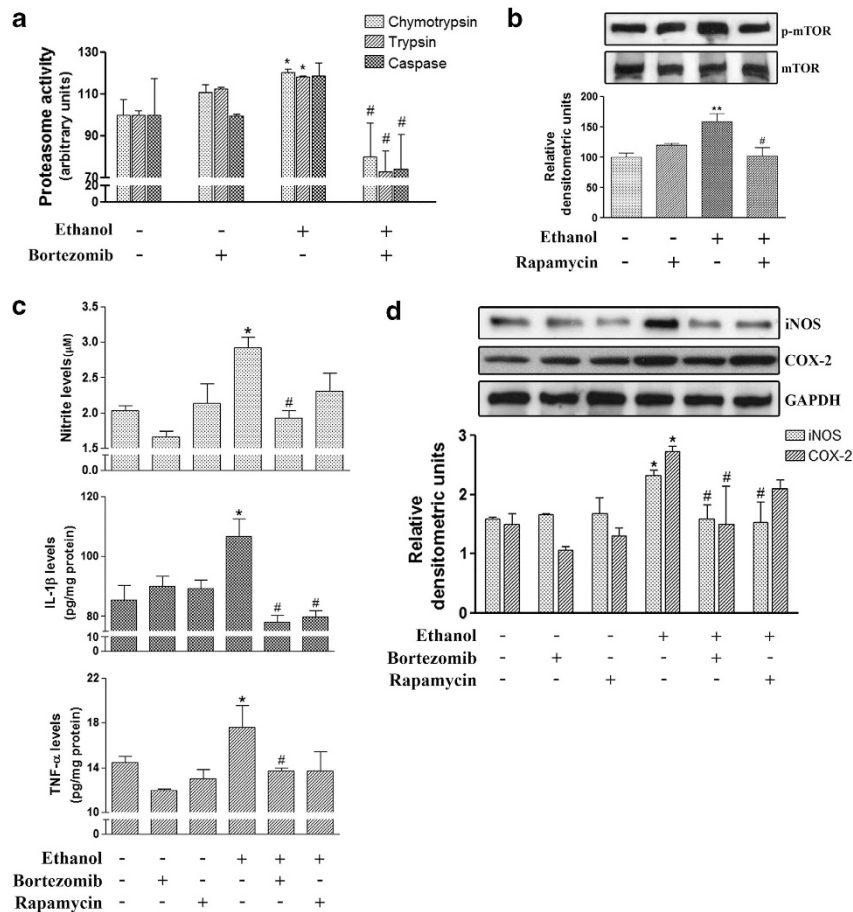 a
Chymotrypsin
Trypsin
Caspase
Proteasome activity
(arbitrary units)
130
110
90
70
20
0
* *
# # #
Ethanol - - + +
Bortezomib - + - +
b
p-mTOR
mTOR
Relative
densitometric units
200
150
100
50
0
**
#
Ethanol - - + +
Rapamycin - + - +
c
Nitrite levels (μM)
3.5
3.0
2.5
2.0
1.5
0.0
*
#
IL-1β levels
(pg/mg protein)
120
100
80
10
0
*
# #
TNF-α levels
(pg/mg protein)
22
18
14
10
0
*
#
Ethanol - - - + + +
Bortezomib - + - - + -
Rapamycin - - + - - +
d
iNOS
COX-2
GAPDH
iNOS
COX-2
Relative
densitometric units
3
2
1
0
* *
# # #
Ethanol - - - + + +
Bortezomib - + - - + -
Rapamycin - - + - - +